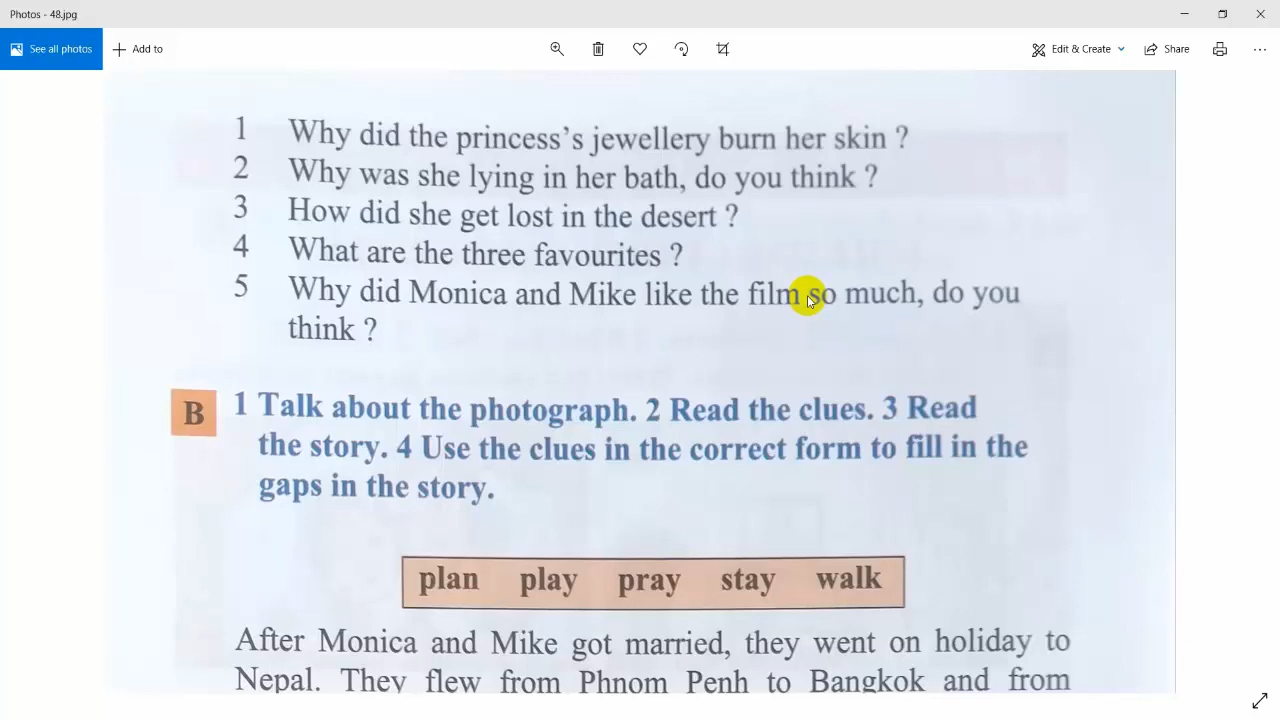 Photos - 48.jpg
See all photos
Add to
Edit & Create
Share
1 Why did the princess's jewellery burn her skin ?
2 Why was she lying in her bath, do you think ?
3 How did she get lost in the desert ?
4 What are the three favourites ?
5 Why did Monica and Mike like the film so much, do you
think ?
B 1 Talk about the photograph. 2 Read the clues. 3 Read
the story. 4 Use the clues in the correct form to fill in the
gaps in the story.
plan play pray stay walk
After Monica and Mike got married, they went on holiday to
Nepal. They flew from Phnom Penh to Bangkok and from